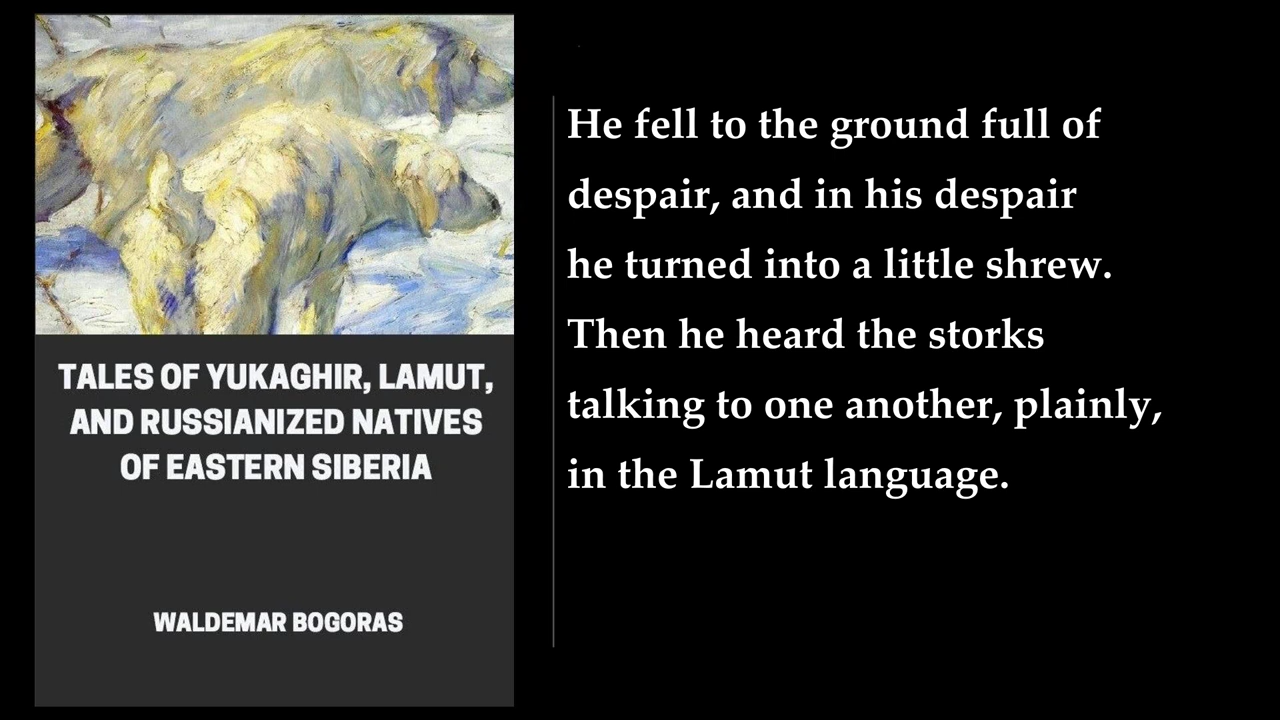 TALES OF YUKAGHIR, LAMUT,
AND RUSSIANIZED NATIVES
OF EASTERN SIBERIA
WALDEMAR BOGORAS
He fell to the ground full of
despair, and in his despair
he turned into a little shrew.
Then he heard the storks
talking to one another, plainly,
in the Lamut language.